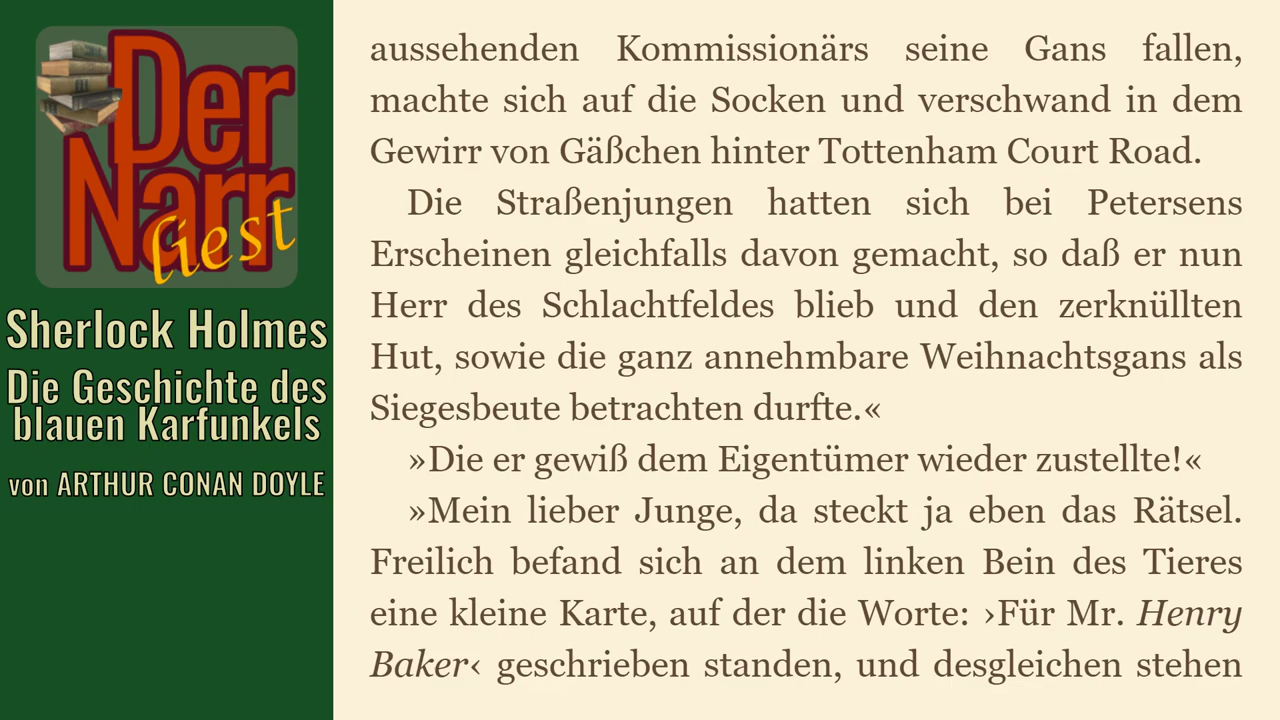 Der
Narr
liest
Sherlock Holmes
Die Geschichte des
blauen Karfunkels
von ARTHUR CONAN DOYLE
aussehenden Kommissionärs seine Gans fallen,
machte sich auf die Socken und verschwand in dem
Gewirr von Gäßchen hinter Tottenham Court Road.
Die Straßenjungen hatten sich bei Petersens
Erscheinen gleichfalls davon gemacht, so daß er nun
Herr des Schlachtfeldes blieb und den zerknüllten
Hut, sowie die ganz annehmbare Weihnachtsgans als
Siegesbeute betrachten durfte.«
»Die er gewiß dem Eigentümer wieder zustellte!«
»Mein lieber Junge, da steckt ja eben das Rätsel.
Freilich befand sich an dem linken Bein des Tieres
eine kleine Karte, auf der die Worte: ›Für Mr. Henry
Baker‹ geschrieben standen, und desgleichen stehen